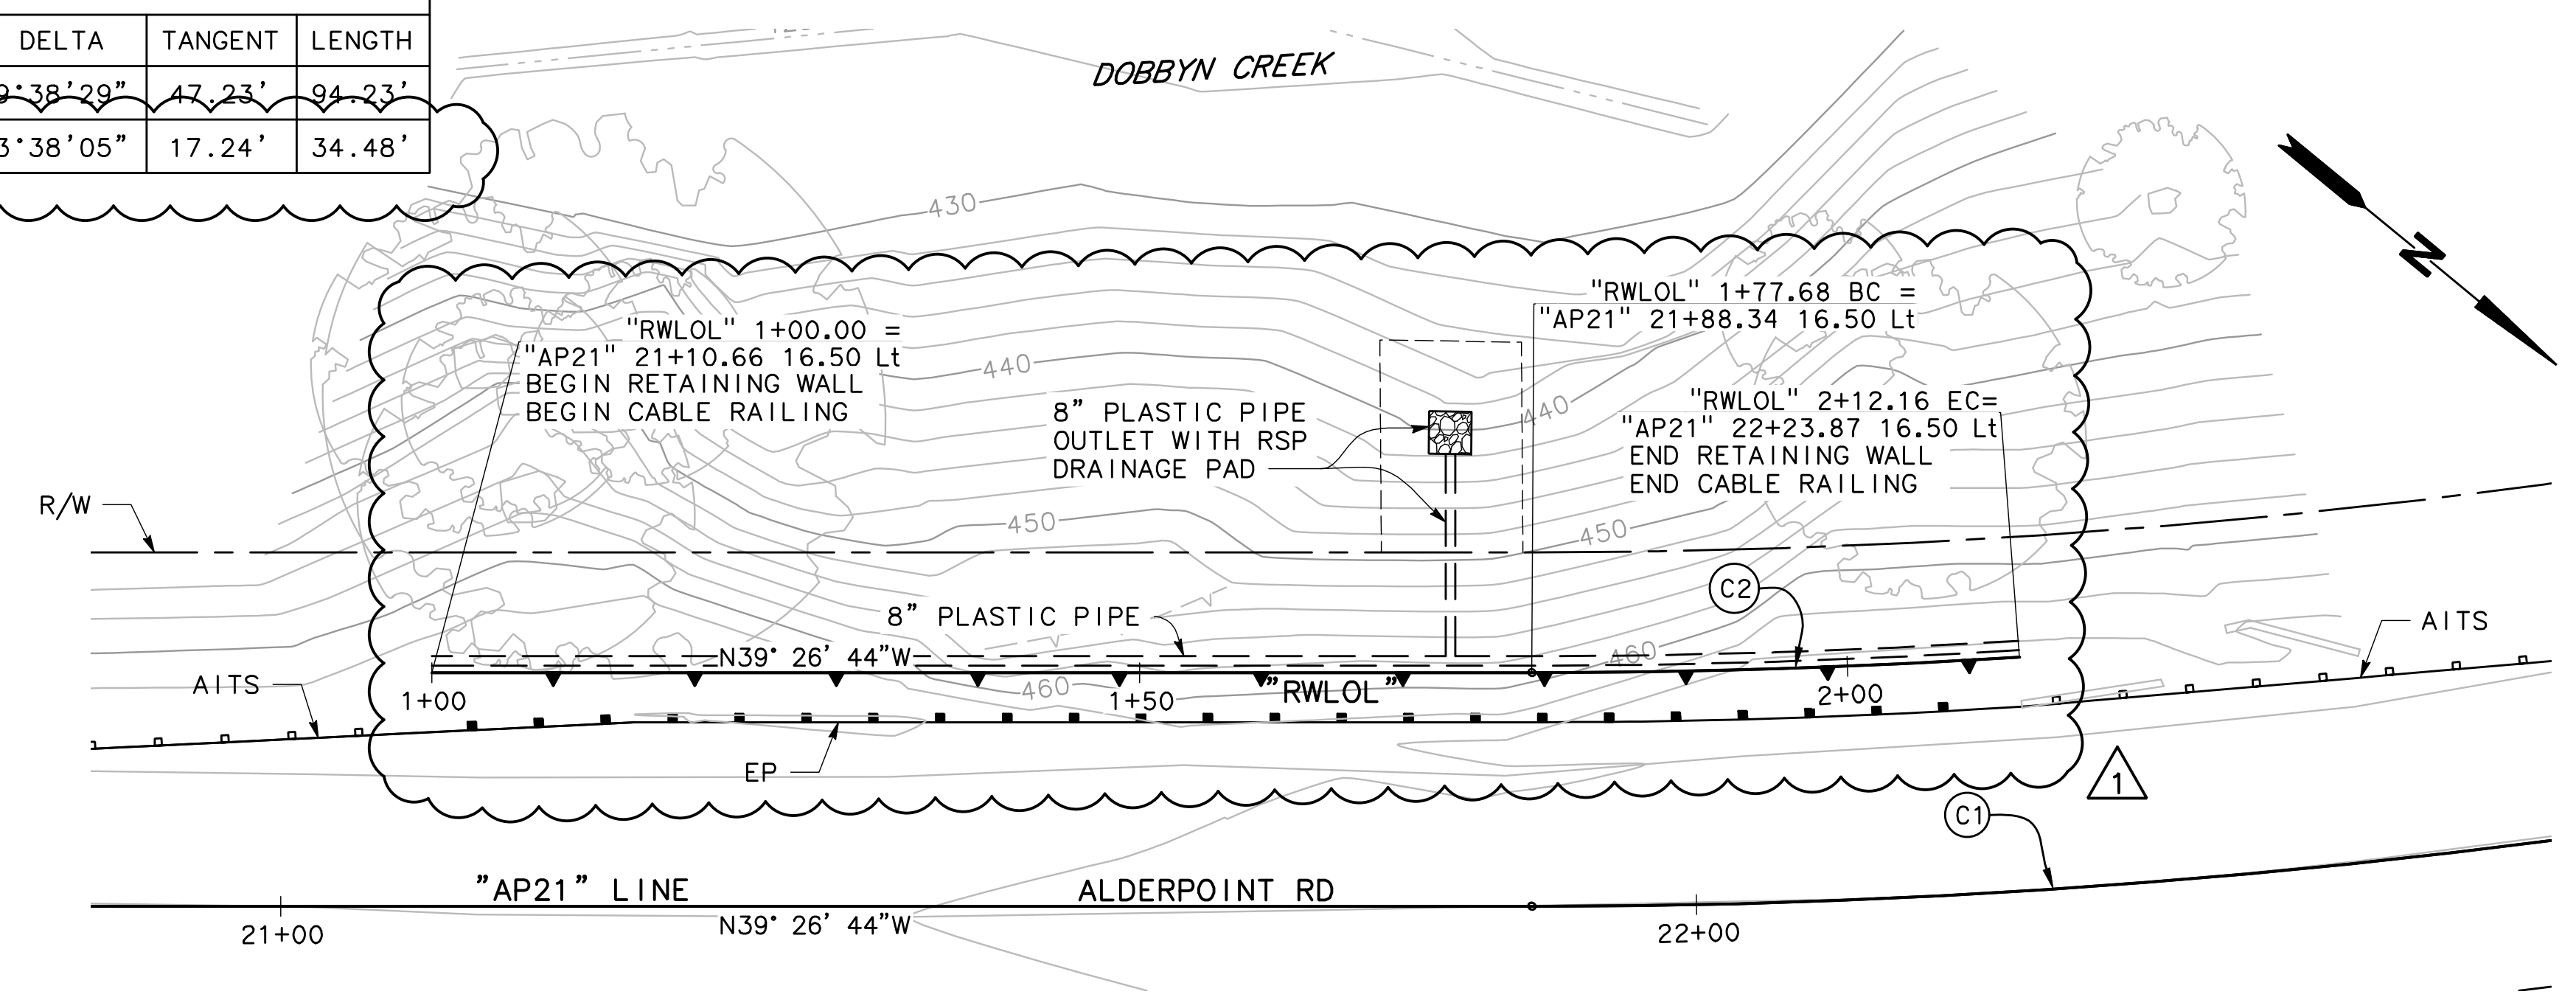 DELTA TANGENT LENGTH
9°38'29" 47.23' 94.23'
3°38'05" 17.24' 34.48'
DOBBYN CREEK
430
N
"RWLOL" 1+77.68 BC =
"AP21" 21+88.34 16.50 Lt
"RWLOL" 1+00.00 =
"AP21" 21+10.66 16.50 Lt
BEGIN RETAINING WALL
BEGIN CABLE RAILING
440
8" PLASTIC PIPE
OUTLET WITH RSP
DRAINAGE PAD
440
"RWLOL" 2+12.16 EC=
"AP21" 22+23.87 16.50 Lt
END RETAINING WALL
END CABLE RAILING
R/W
450
450
C2
8" PLASTIC PIPE
AITS
N39° 26' 44"W
460
AITS
460
"RWLOL"
1+00
1+50
2+00
EP
1
C1
"AP21" LINE
ALDERPOINT RD
N39° 26' 44"W
21+00
22+00